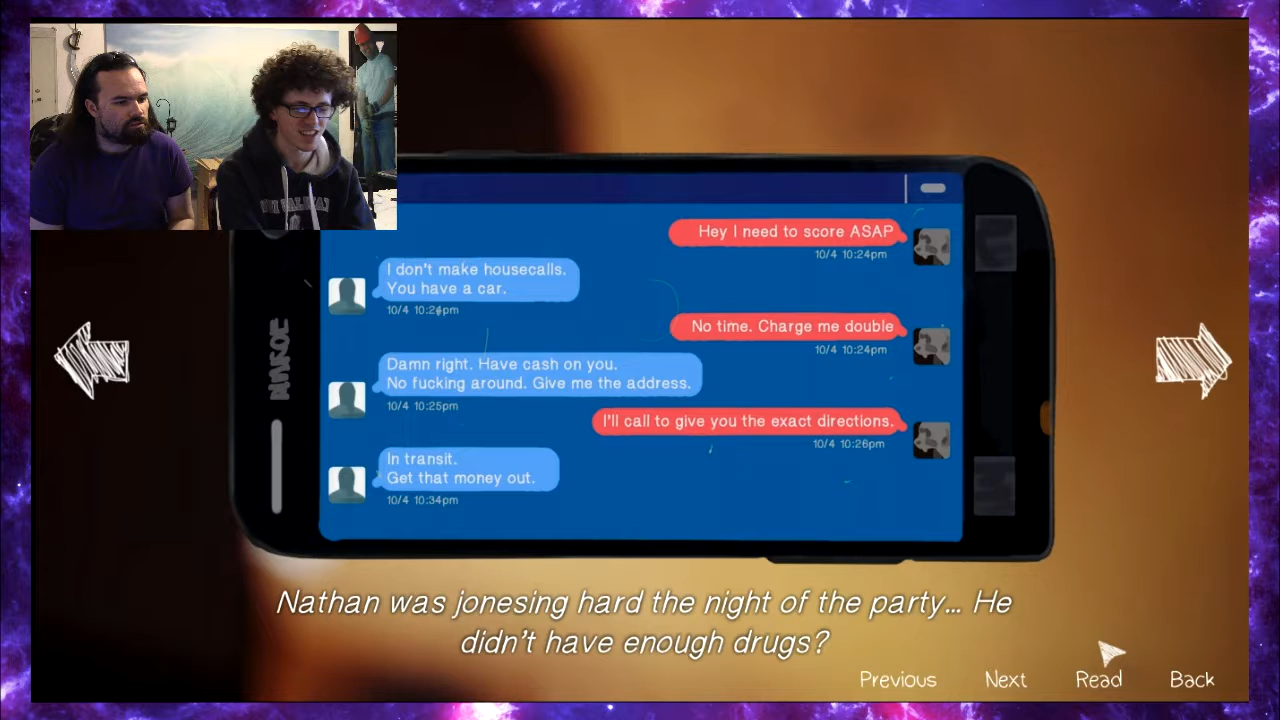 Hey I need to score ASAP
10/4 10:24pm
I don't make housecalls.
You have a car.
10/4 10:24pm
No time. Charge me double
10/4 10:24pm
Damn right. Have cash on you.
No fucking around. Give me the address.
10/4 10:25pm
I'll call to give you the exact directions.
10/4 10:26pm
In transit.
Get that money out.
10/4 10:34pm
Nathan was jonesing hard the night of the party... He
didn't have enough drugs?
Previous
Next
Read
Back